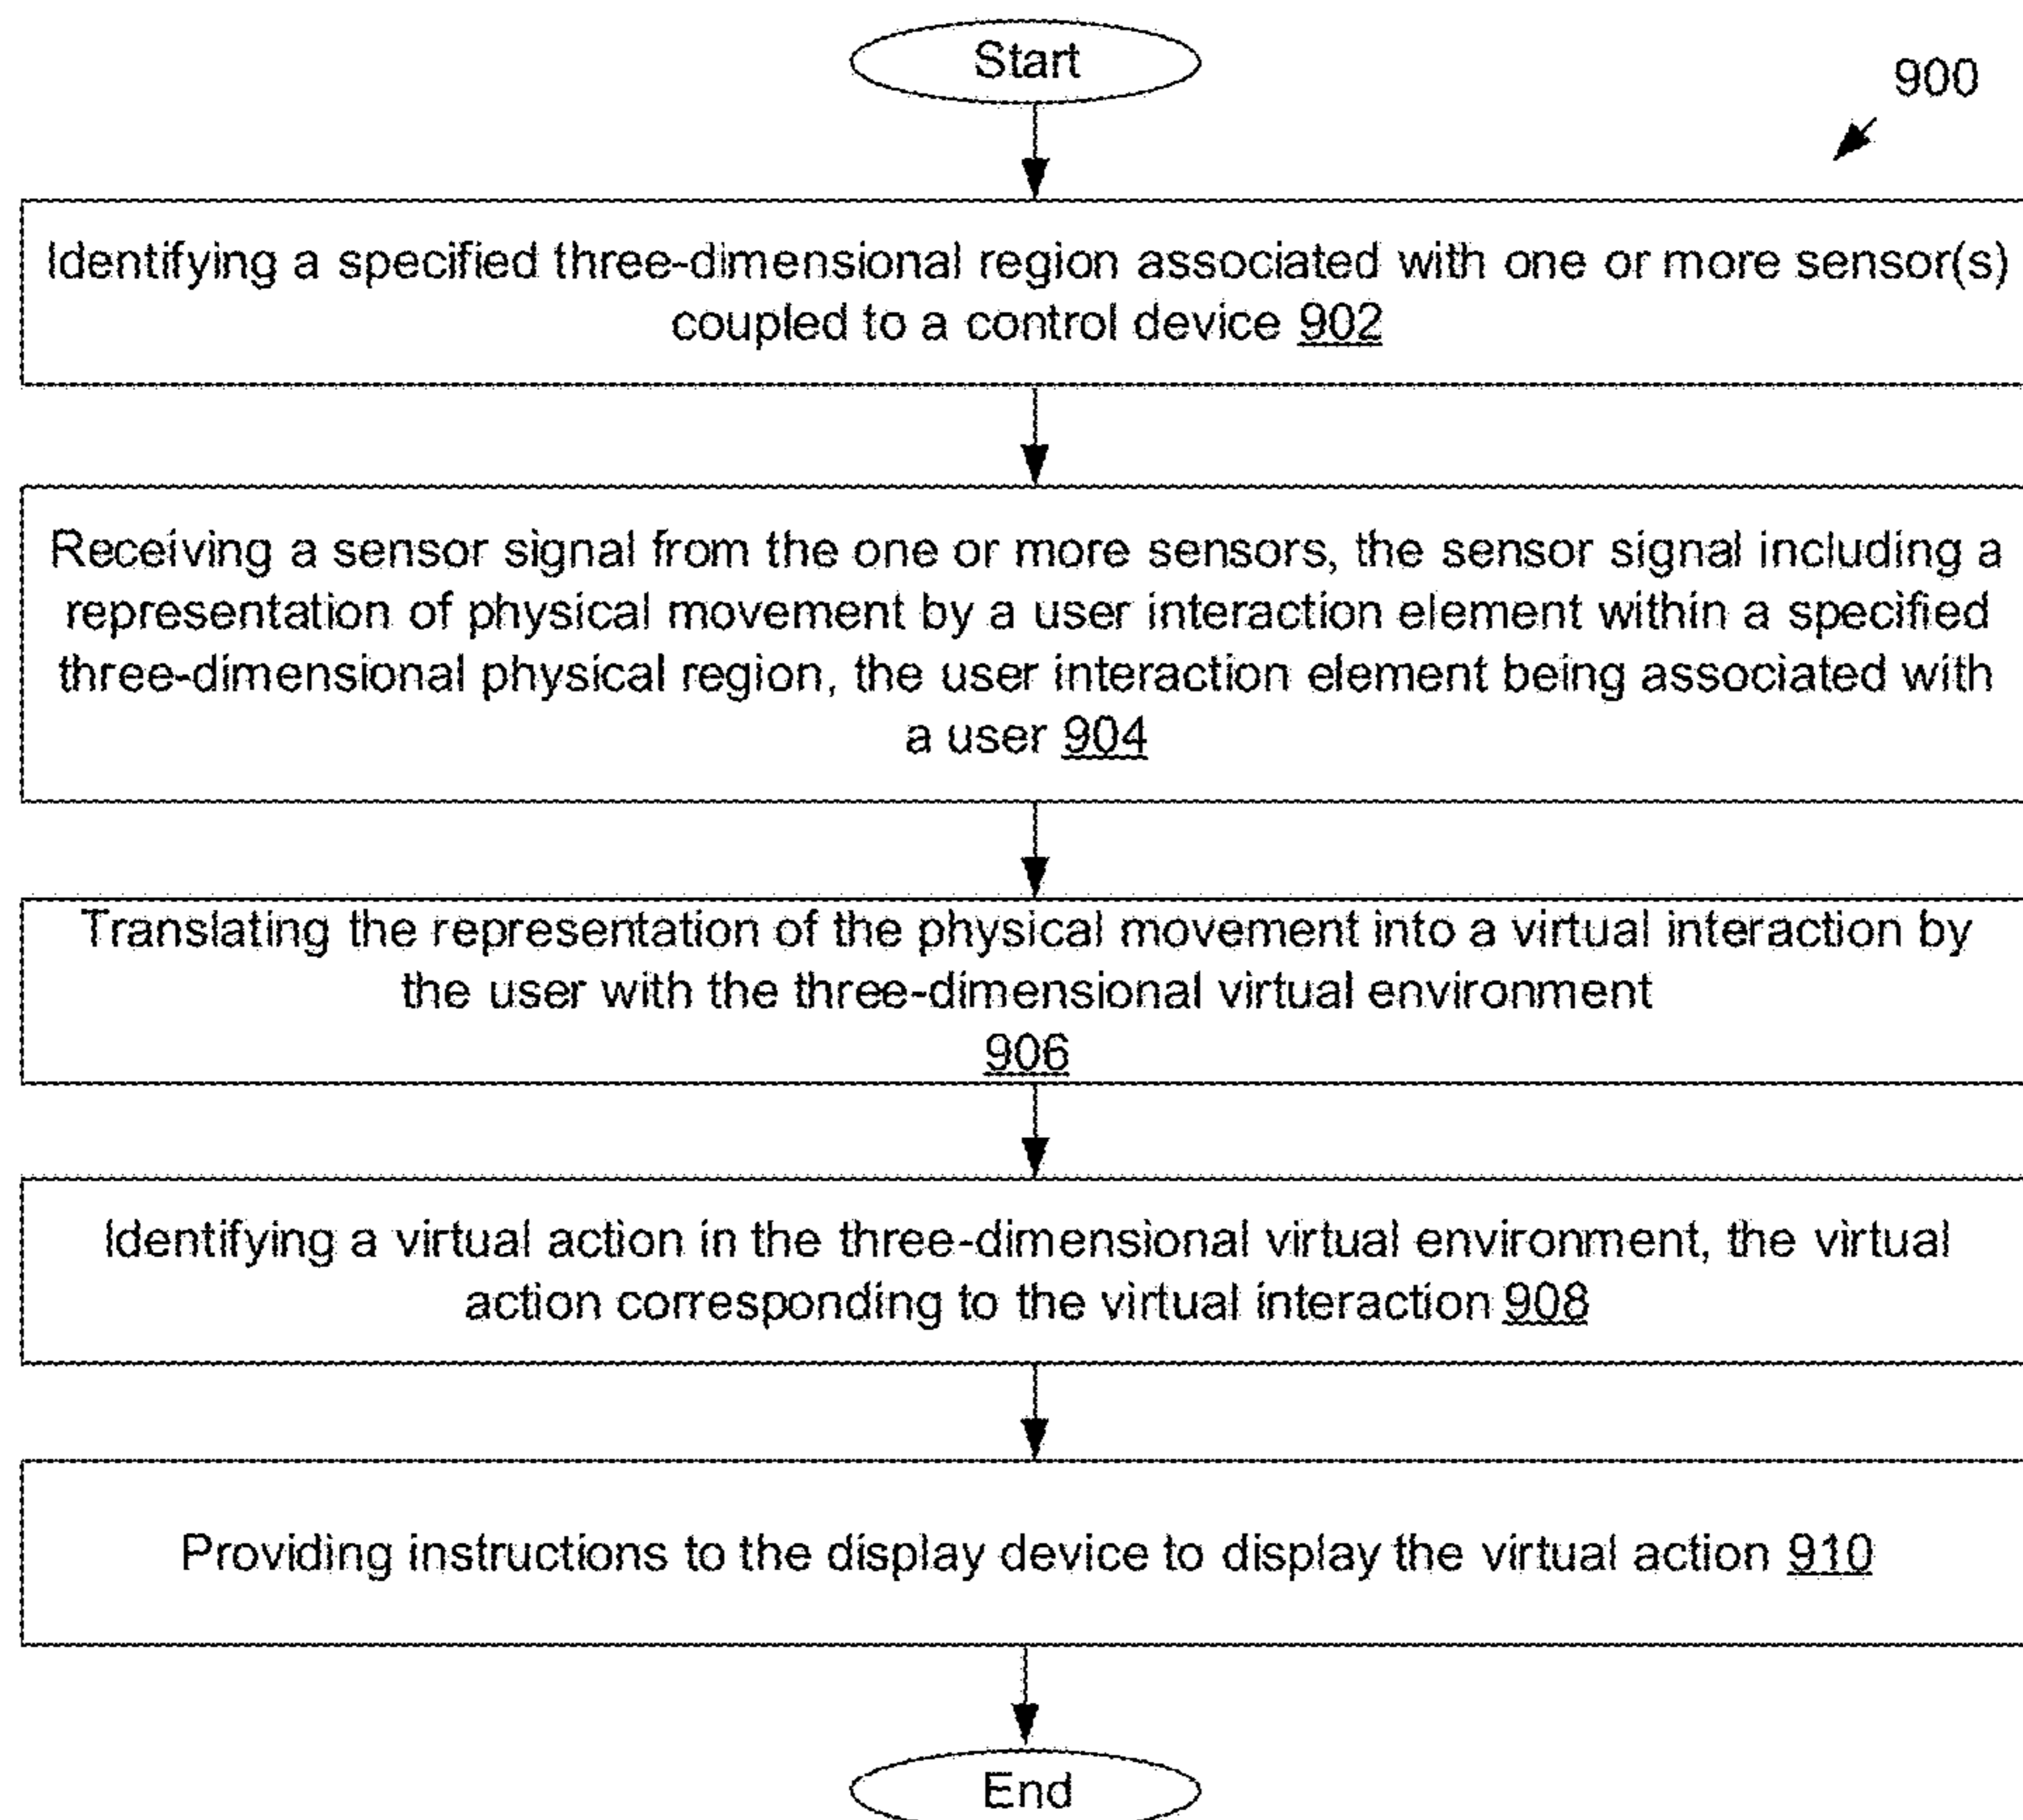 Start
900
Identifying a specified three-dimensional region associated with one or more sensor(s)
coupled to a control device 902
Receiving a sensor signal from the one or more sensors, the sensor signal including a
representation of physical movement by a user interaction element within a specified
three-dimensional physical region, the user interaction element being associated with
a user 904
Translating the representation of the physical movement into a virtual interaction by
the user with the three-dimensional virtual environment
906
Identifying a virtual action in the three-dimensional virtual environment, the virtual
action corresponding to the virtual interaction 908
Providing instructions to the display device to display the virtual action 910
End